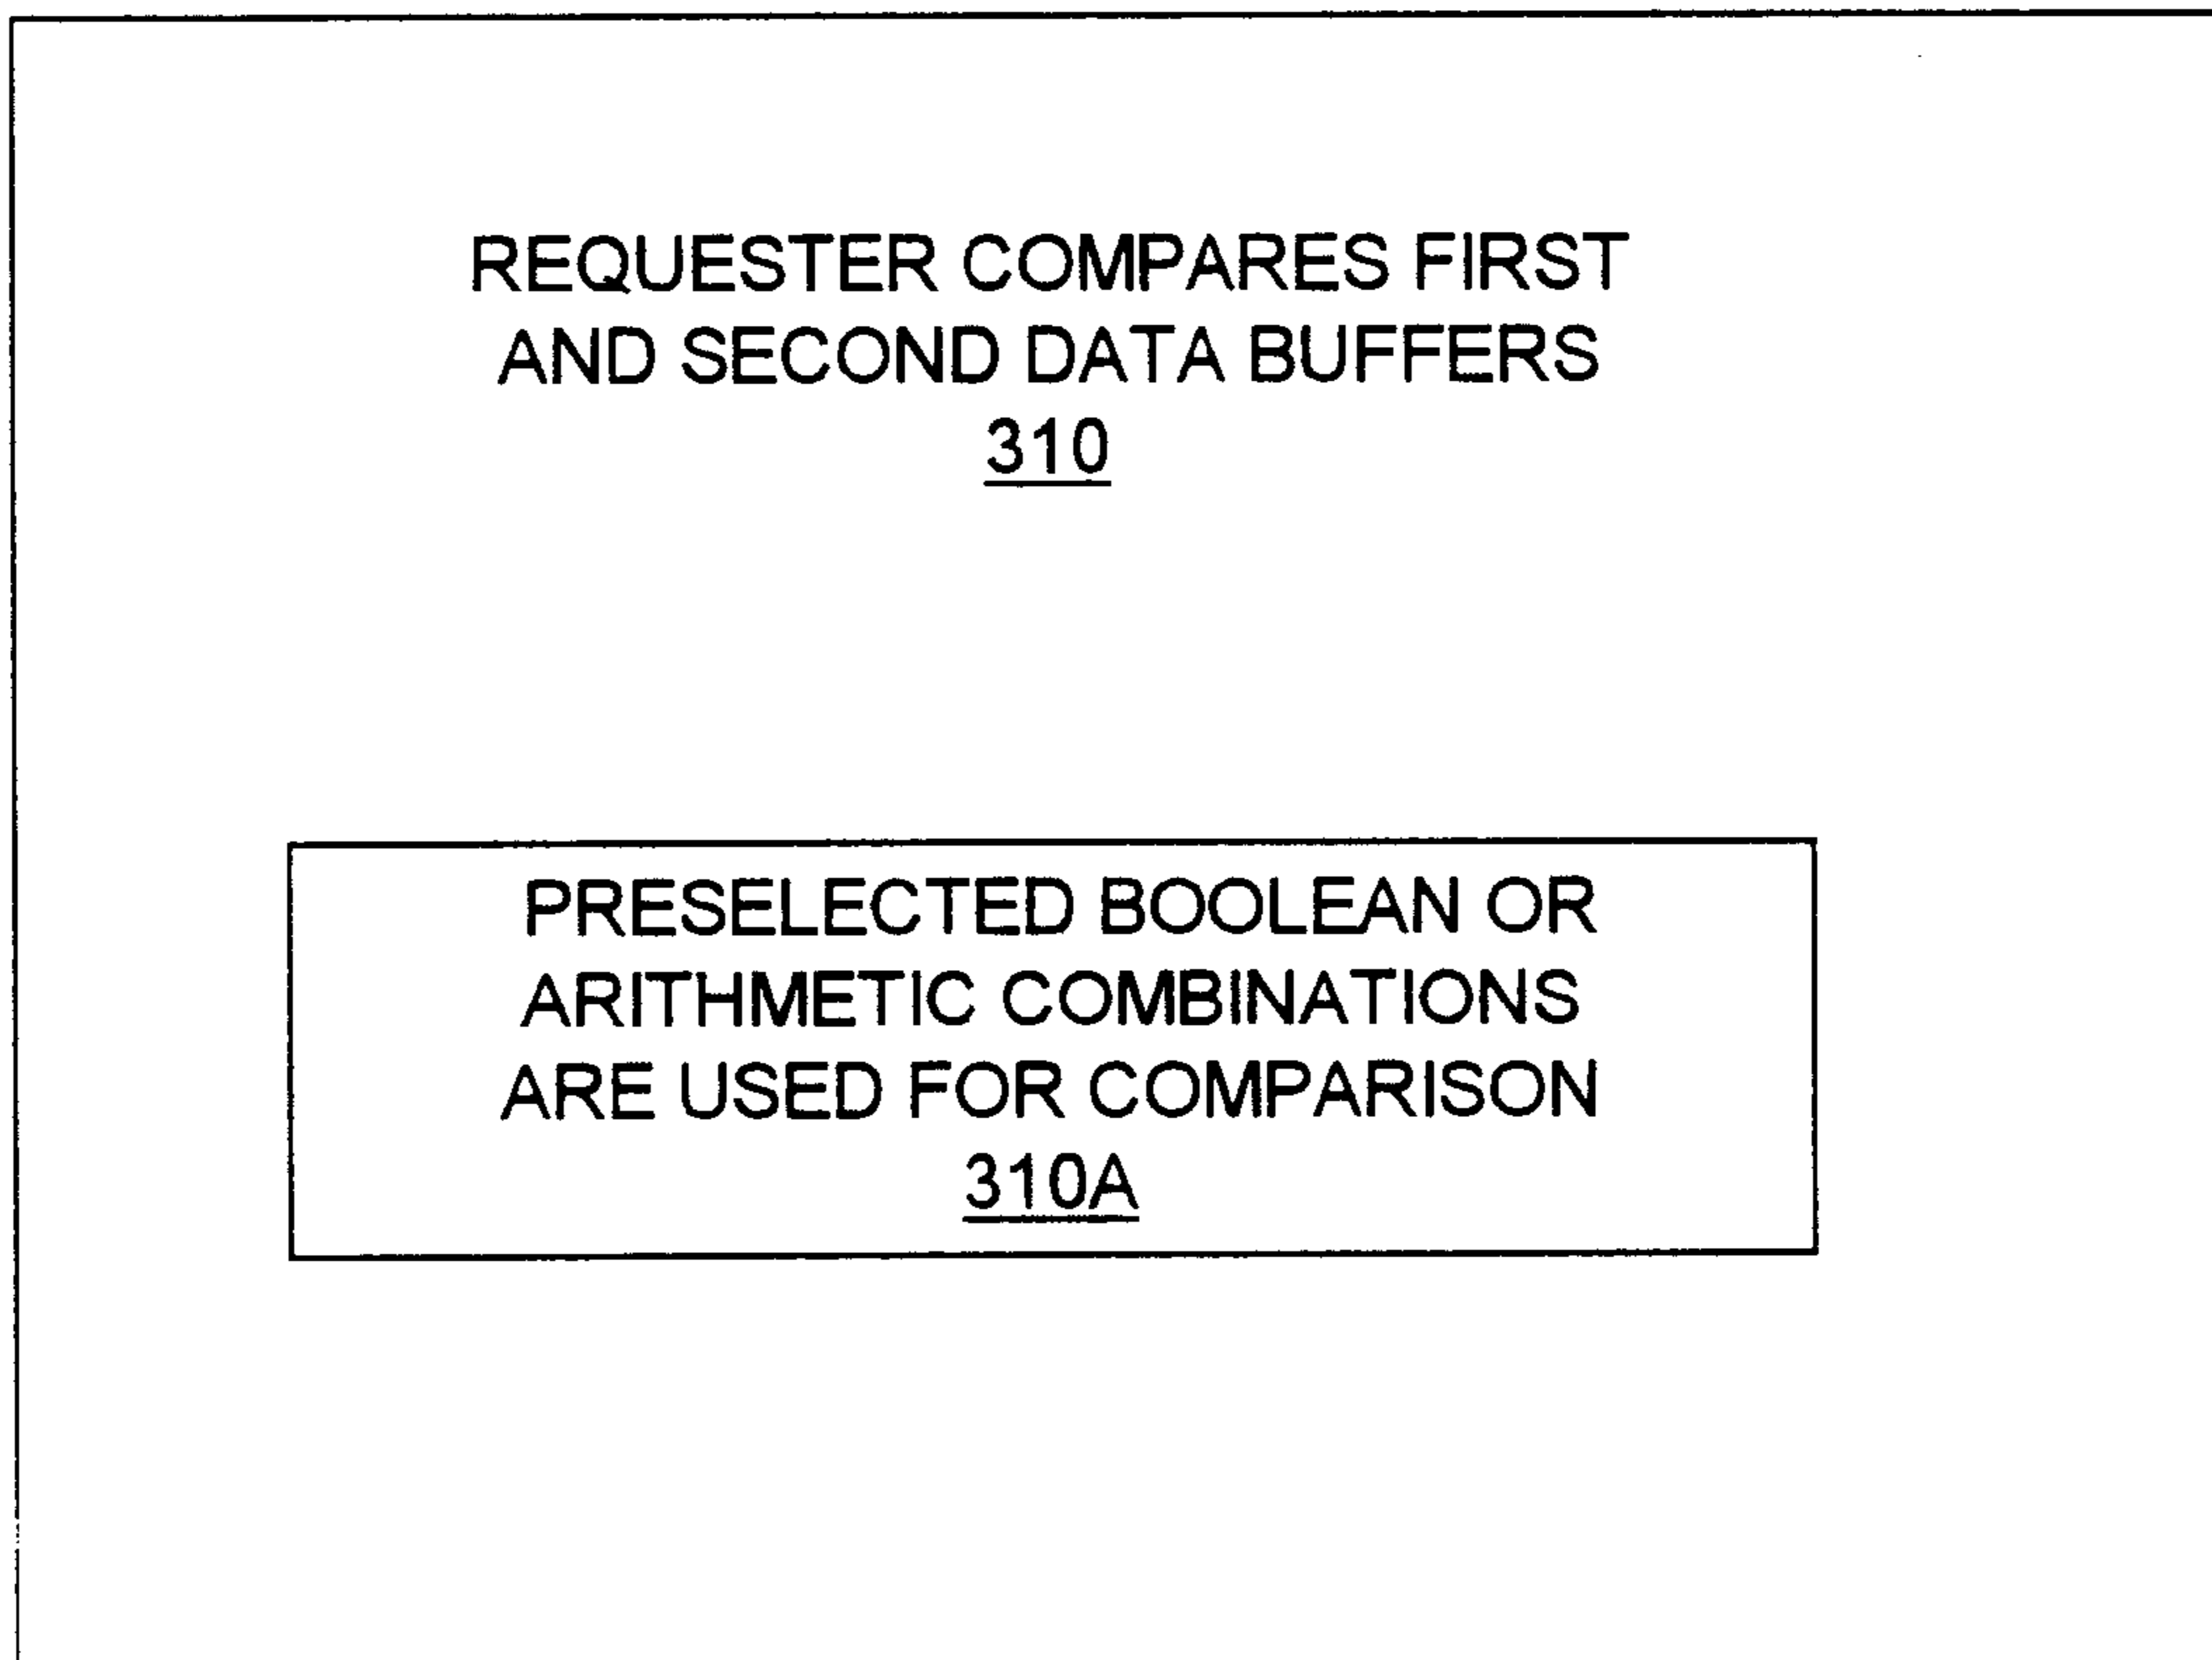 REQUESTER COMPARES FIRST
AND SECOND DATA BUFFERS
310
PRESELECTED BOOLEAN OR
ARITHMETIC COMBINATIONS
ARE USED FOR COMPARISON
310A